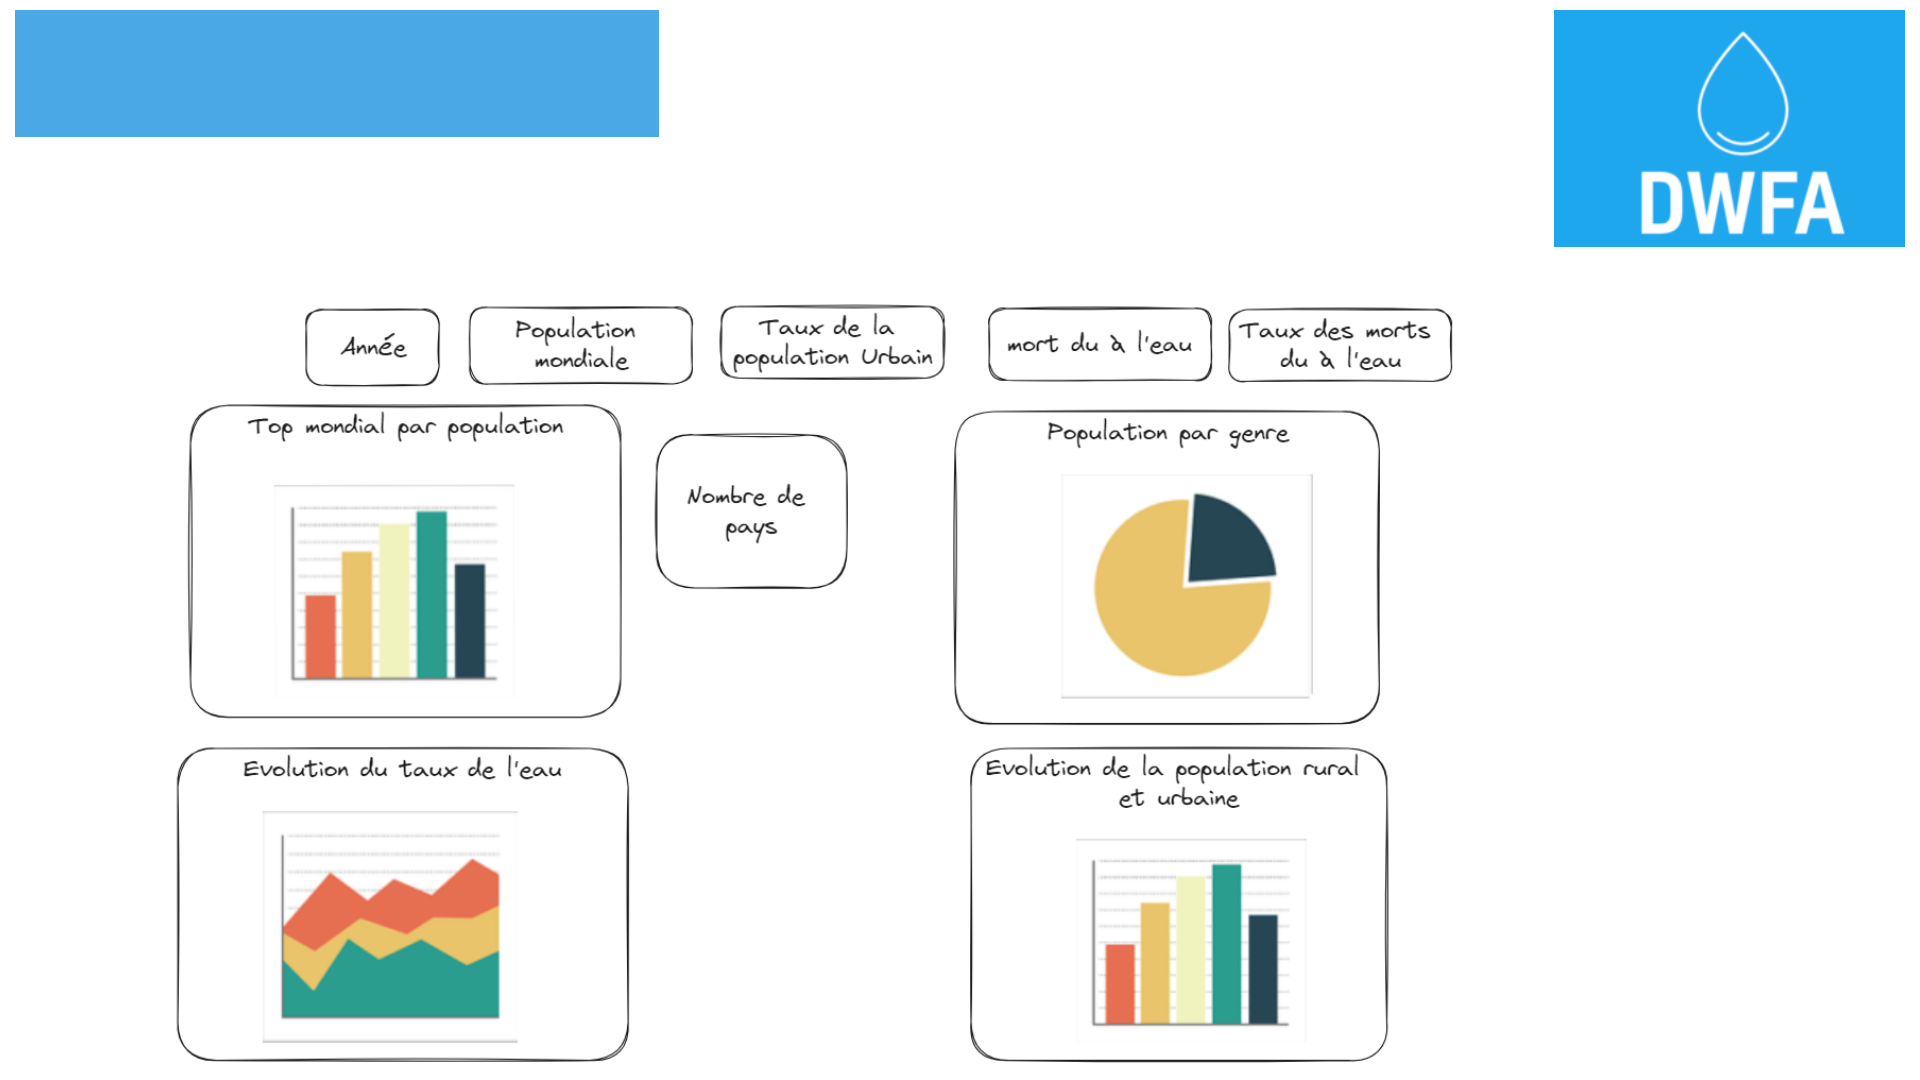 DWFA
Année
Population
mondiale
Taux de la
population Urbain
mort du à l'eau
Taux des morts
du à l'eau
Top mondial par population
Nombre de
pays
Population par genre
Evolution du taux de l'eau
Evolution de la population rural
et urbaine